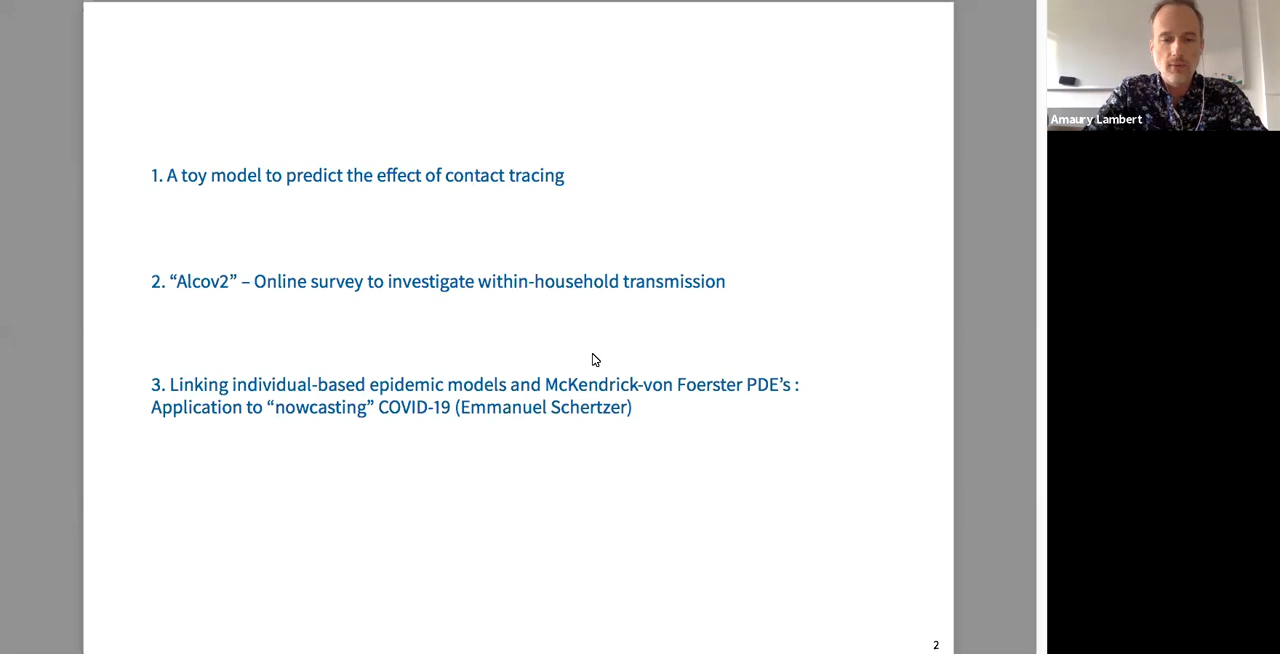 1. A toy model to predict the effect of contact tracing
2. “Alcov2” – Online survey to investigate within-household transmission
3. Linking individual-based epidemic models and McKendrick-von Foerster PDE’s :
Application to “nowcasting” COVID-19 (Emmanuel Schertzer)
2
Amaury Lambert